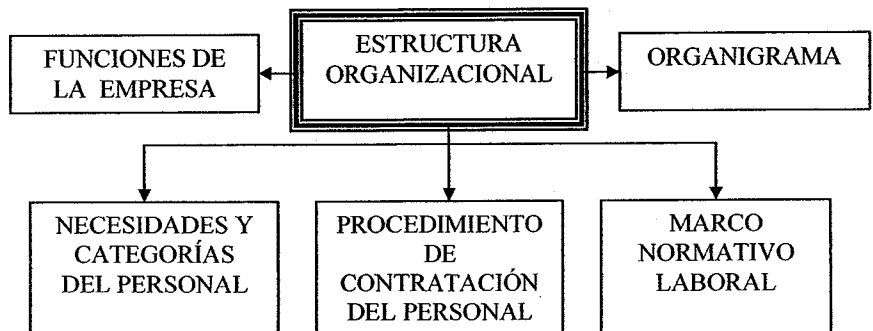 FUNCIONES DE
LA EMPRESA
ESTRUCTURA
ORGANIZACIONAL
ORGANIGRAMA
NECESIDADES Y
CATEGORÍAS
DEL PERSONAL
PROCEDIMIENTO
DE
CONTRATACIÓN
DEL PERSONAL
MARCO
NORMATIVO
LABORAL